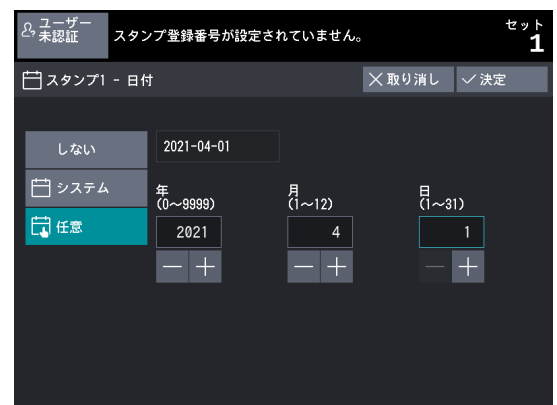 ユーザー
未認証
スタンプ登録番号が設定されていません。
セット
1
スタンプ1 - 日付
取り消し
決定
しない
2021-04-01
システム
任意
年
(0～9999)
月
(1～12)
日
(1～31)
2021
4
1